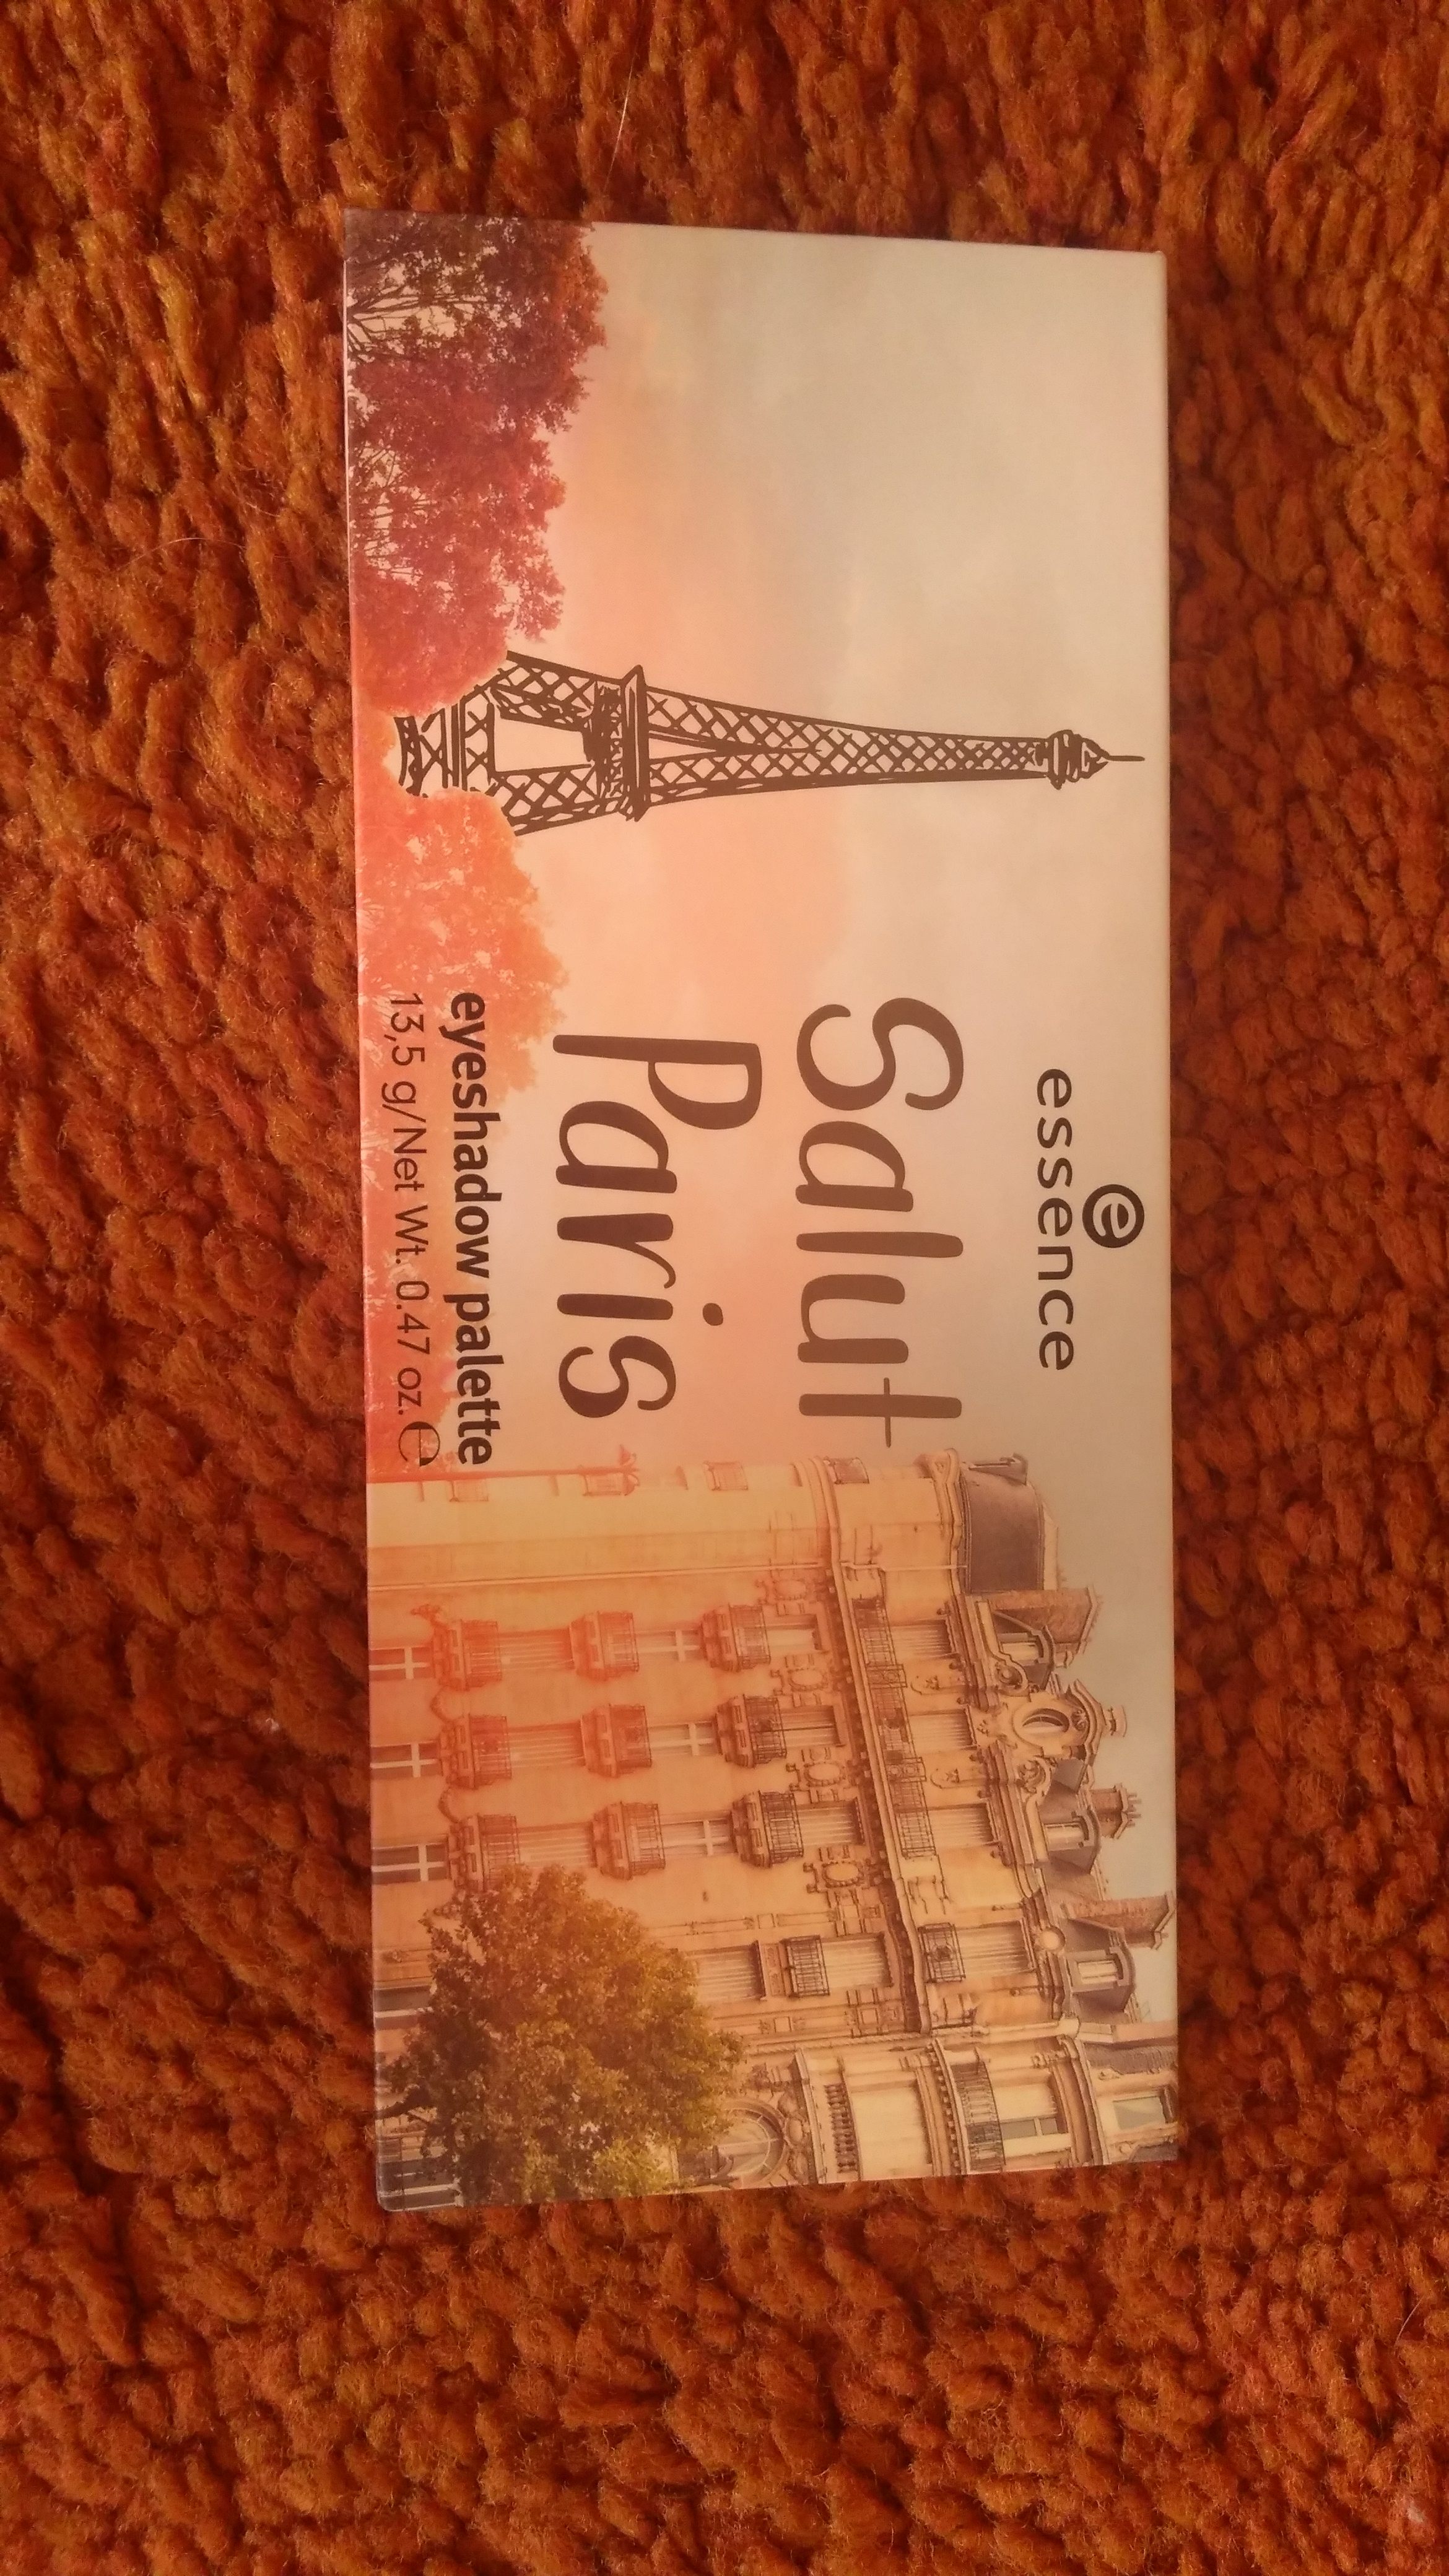 essence
Salut
Paris
eyeshadow palette
13,5 g/Net Wt. 0.47 oz. ℮